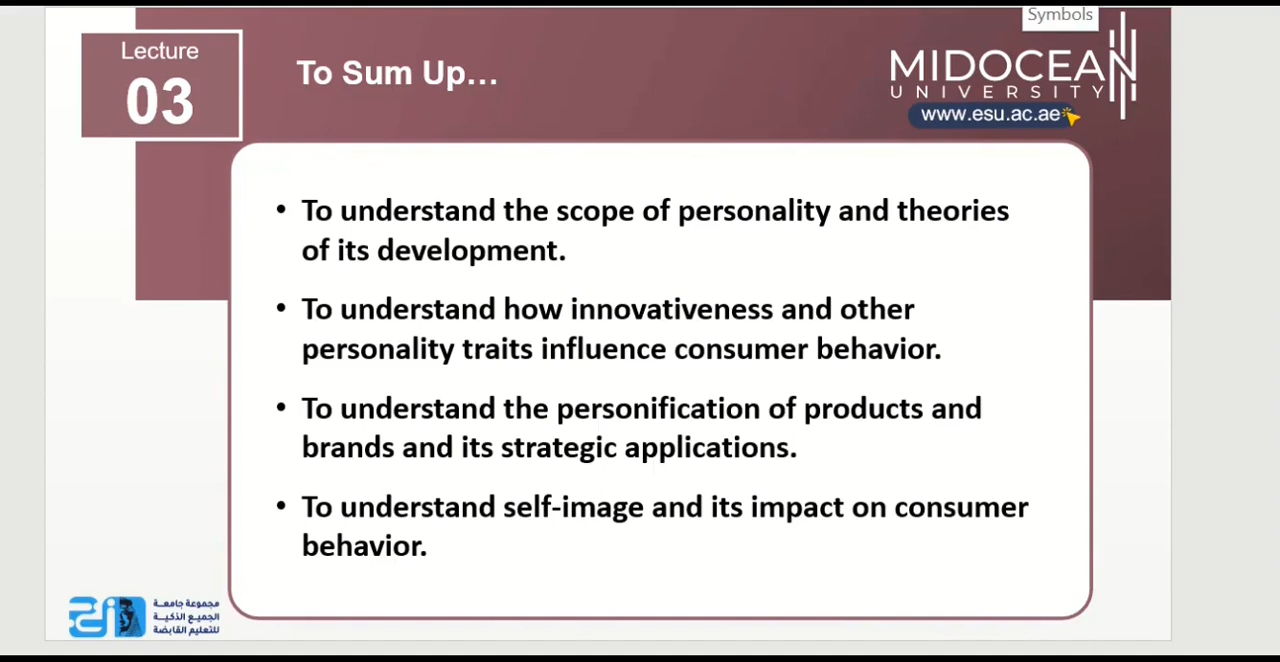 Symbols
Lecture
03
To Sum Up...
MIDOCEAN
UNIVERSITY
www.esu.ac.ae
• To understand the scope of personality and theories
of its development.
• To understand how innovativeness and other
personality traits influence consumer behavior.
• To understand the personification of products and
brands and its strategic applications.
• To understand self-image and its impact on consumer
behavior.
مجموعة جامعة
الجميع الذكية
للتعليم القابضة